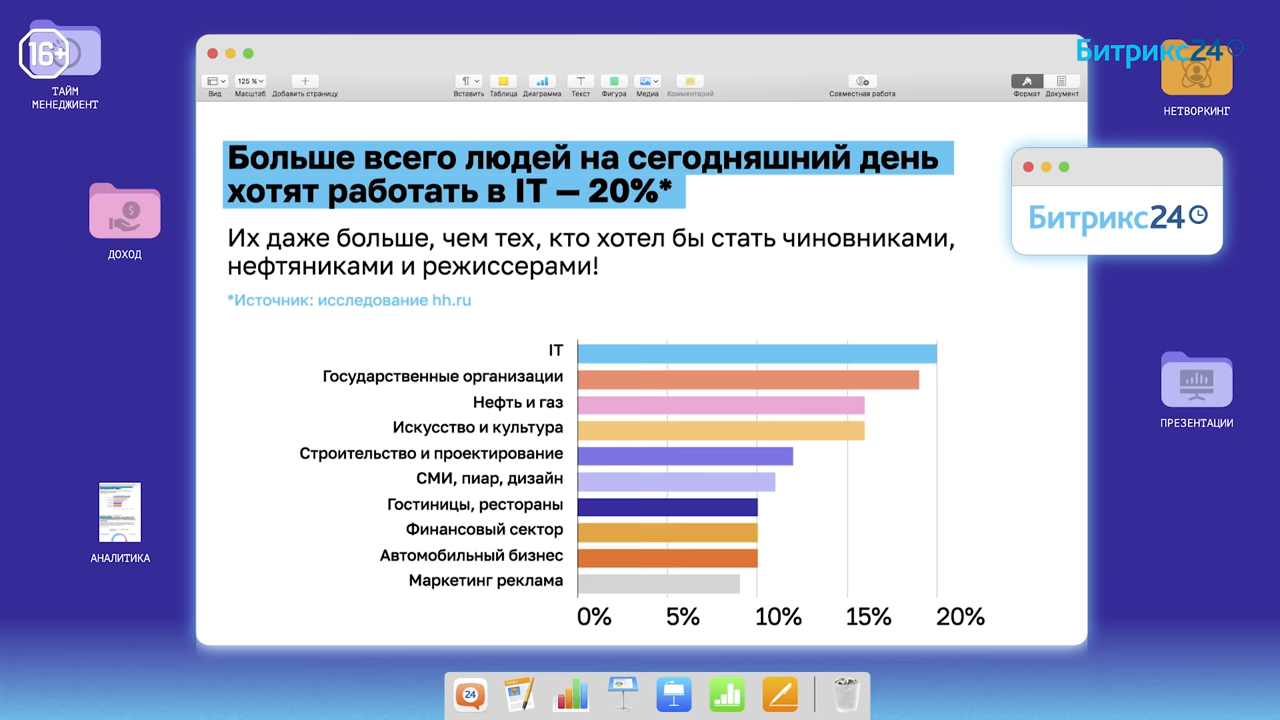 16+
ТАЙМ
МЕНЕДЖМЕНТ
Битрикс24
НЕТВОРКИНГ
125 %
Вид
Масштаб
Добавить страницу
Вставить
Таблица
Диаграмма
Текст
Фигура
Медиа
Комментарий
Совместная работа
Формат
Документ
Больше всего людей на сегодняшний день
хотят работать в IT — 20%*
Их даже больше, чем тех, кто хотел бы стать чиновниками,
нефтяниками и режиссерами!
*Источник: исследование hh.ru
Битрикс24
ДОХОД
ПРЕЗЕНТАЦИИ
АНАЛИТИКА
IT
Государственные организации
Нефть и газ
Искусство и культура
Строительство и проектирование
СМИ, пиар, дизайн
Гостиницы, рестораны
Финансовый сектор
Автомобильный бизнес
Маркетинг реклама
0% 5% 10% 15% 20%
24